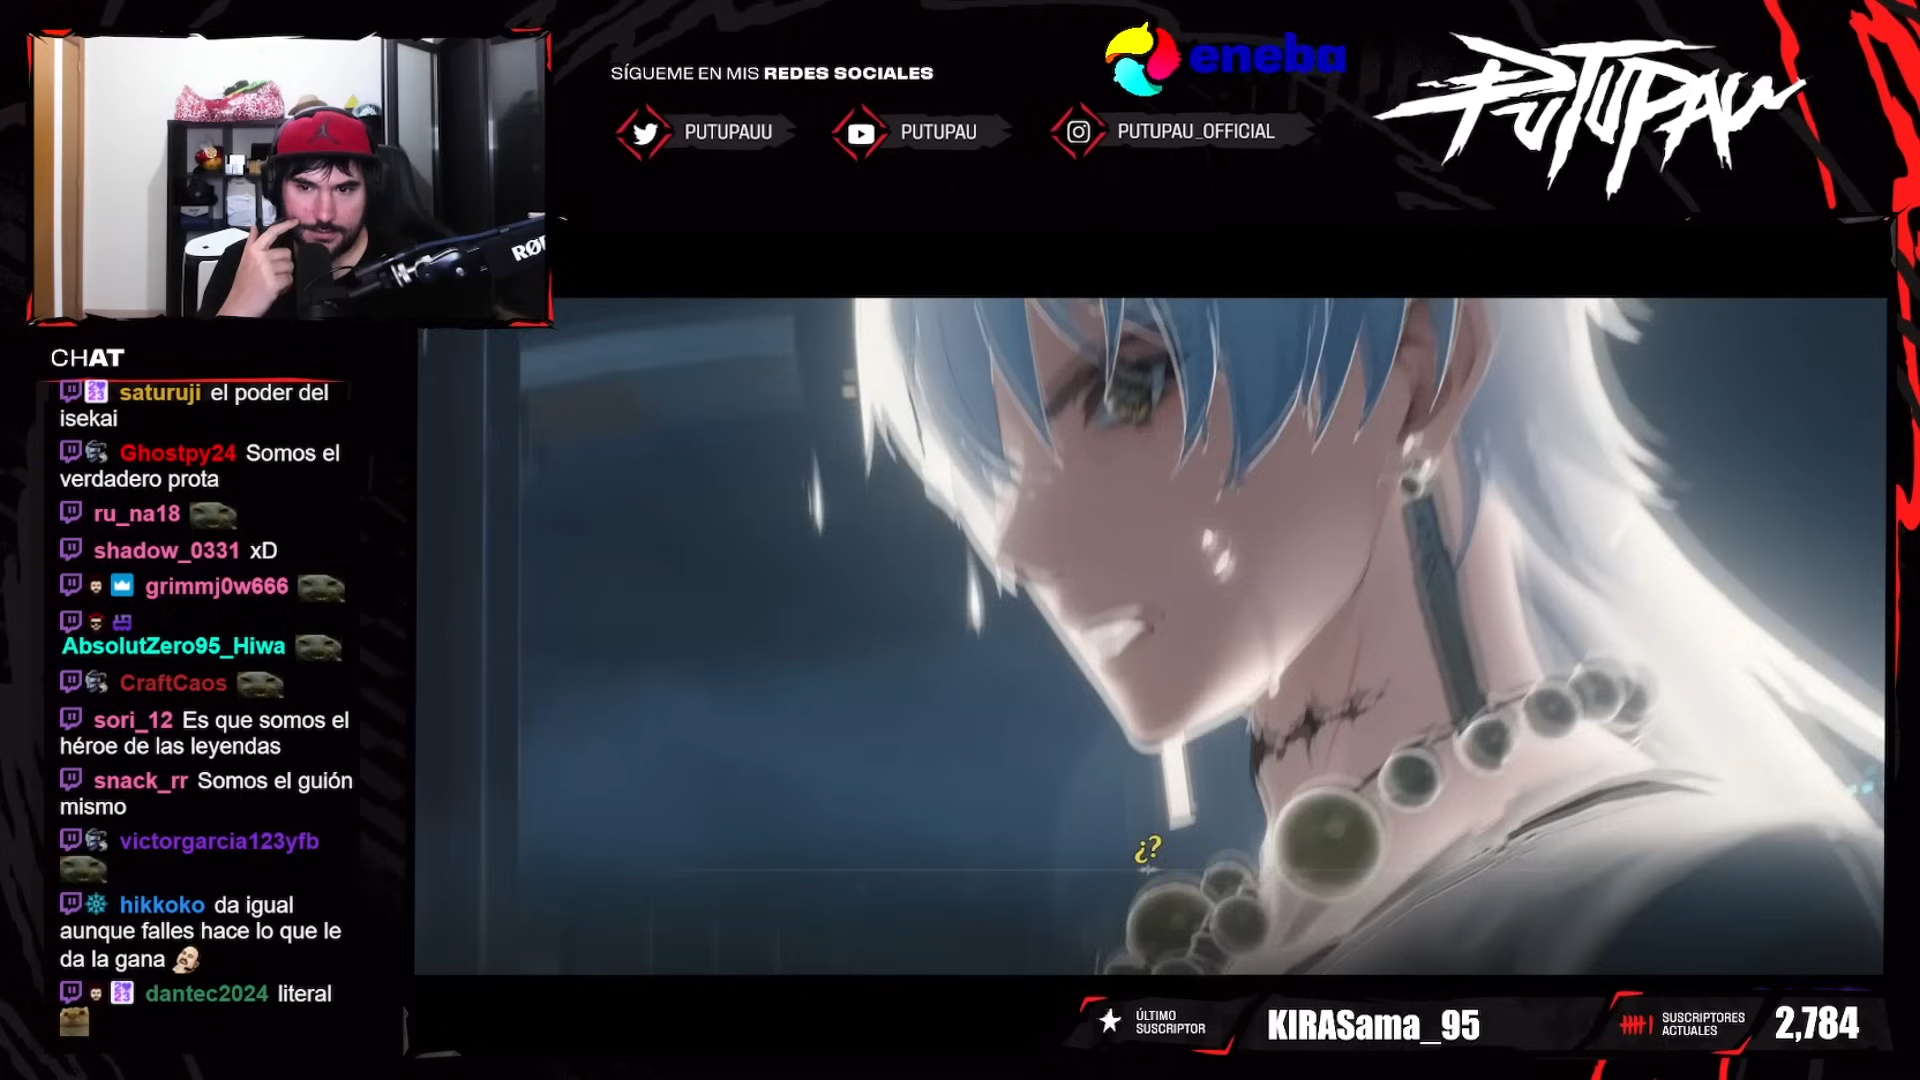 SÍGUEME EN MIS REDES SOCIALES
PUTUPAUU
PUTUPAU
PUTUPAU_OFFICIAL
eneba
PUTUPAU
RØD
CHAT
saturuji el poder del
isekai
Ghostpy24 Somos el
verdadero prota
ru_na18
shadow_0331 xD
grimmj0w666
AbsolutZero95_Hiwa
CraftCaos
sori_12 Es que somos el
héroe de las leyendas
snack_rr Somos el guión
mismo
victorgarcia123yfb
hikkoko da igual
aunque falles hace lo que le
da la gana
dantec2024 literal
¿?
ÚLTIMO
SUSCRIPTOR
KIRASama_95
SUSCRIPTORES
ACTUALES
2,784